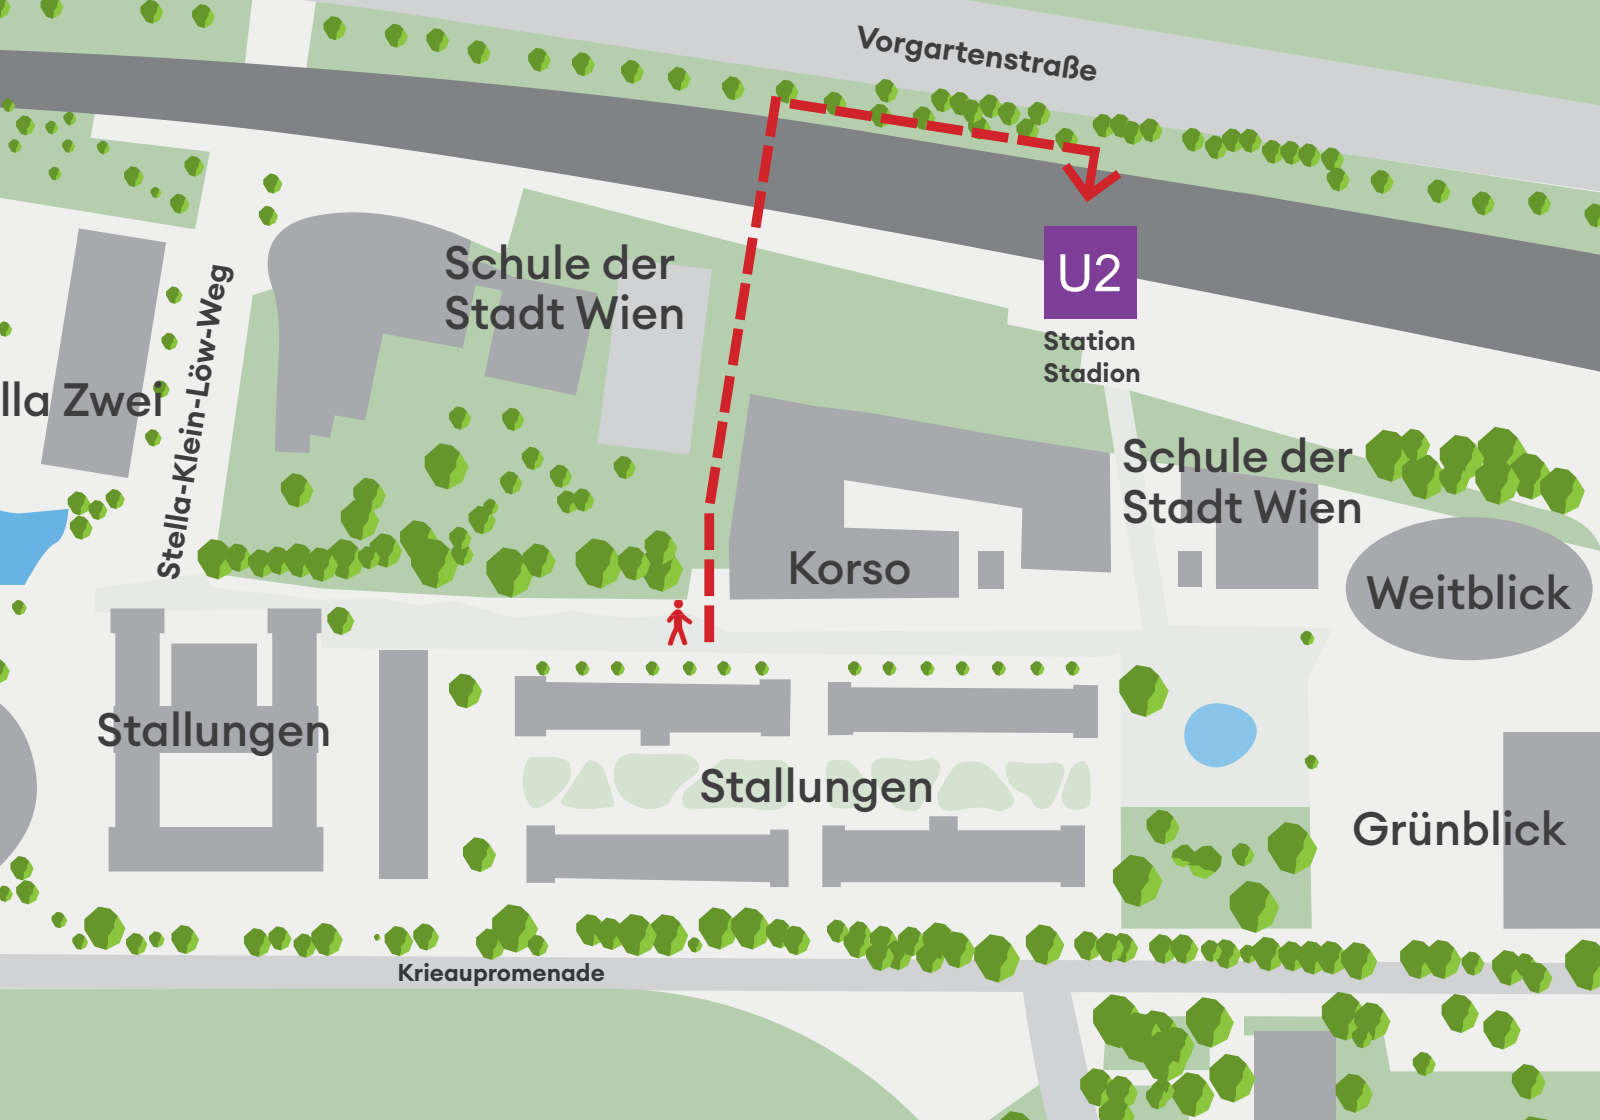 Vorgartenstraße
Schule der
Stadt Wien
U2
Station
Stadion
Stella-Klein-Löw-Weg
lla Zwei
Schule der
Stadt Wien
Korso
Weitblick
Stallungen
Stallungen
Grünblick
Krieaupromenade